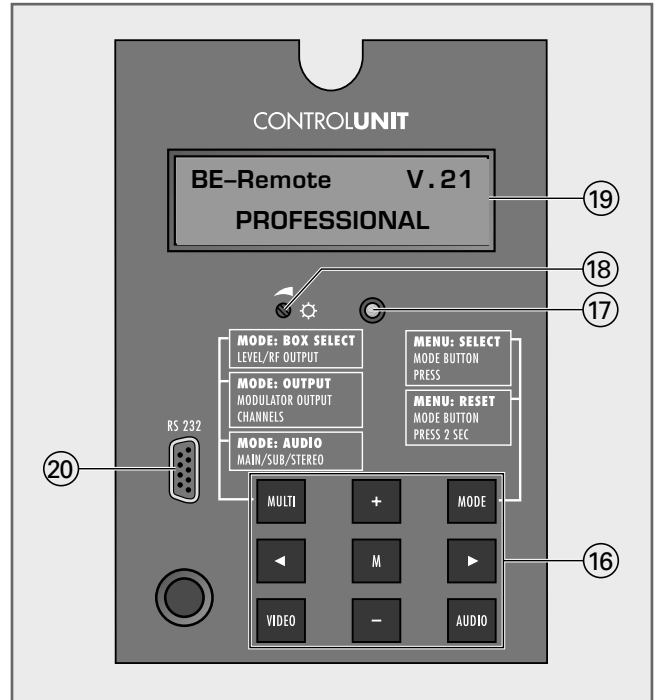 CONTROLUNIT
BE–Remote V.21
PROFESSIONAL
19
18
17
MODE: BOX SELECT
LEVEL/RF OUTPUT
MODE: OUTPUT
MODULATOR OUTPUT
CHANNELS
MODE: AUDIO
MAIN/SUB/STEREO
MENU: SELECT
MODE BUTTON
PRESS
MENU: RESET
MODE BUTTON
PRESS 2 SEC
RS 232
20
MULTI + MODE
◄ M ►
VIDEO – AUDIO
16